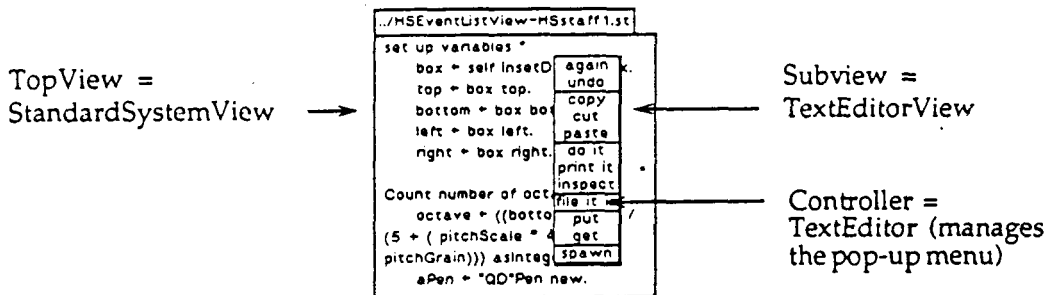 ../HSEventListView-HSstaff1.st
set up variables "
box ← self insetD x.
top ← box top.
bottom ← box bot
left ← box left.
right ← box right.
Count number of octa
octave ← ((botto /
(5 + ( pitchScale * 4
pitchGrain))) asInteg
aPen ← "QD"Pen new.
again
undo
copy
cut
paste
do it
print it
inspect
file it
put
get
spawn
TopView =
StandardSystemView
Subview =
TextEditorView
Controller =
TextEditor (manages
the pop-up menu)